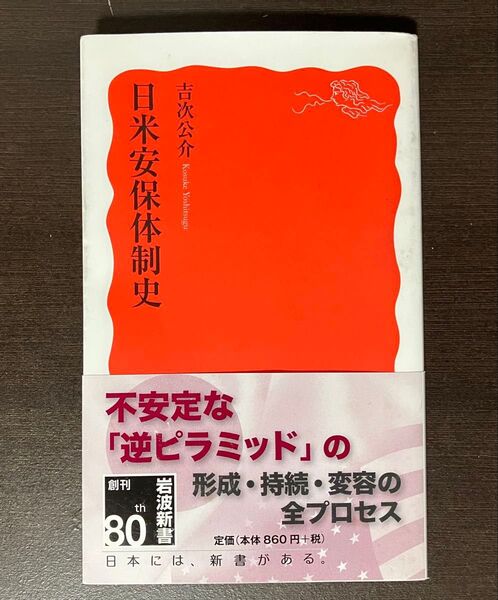 日米安保体制史
吉次公介
Kosuke Yoshitsugu
不安定な
「逆ピラミッド」の
形成・持続・変容の
全プロセス
創刊
80th
岩波新書
定価(本体860円+税)
日本には、新書がある。